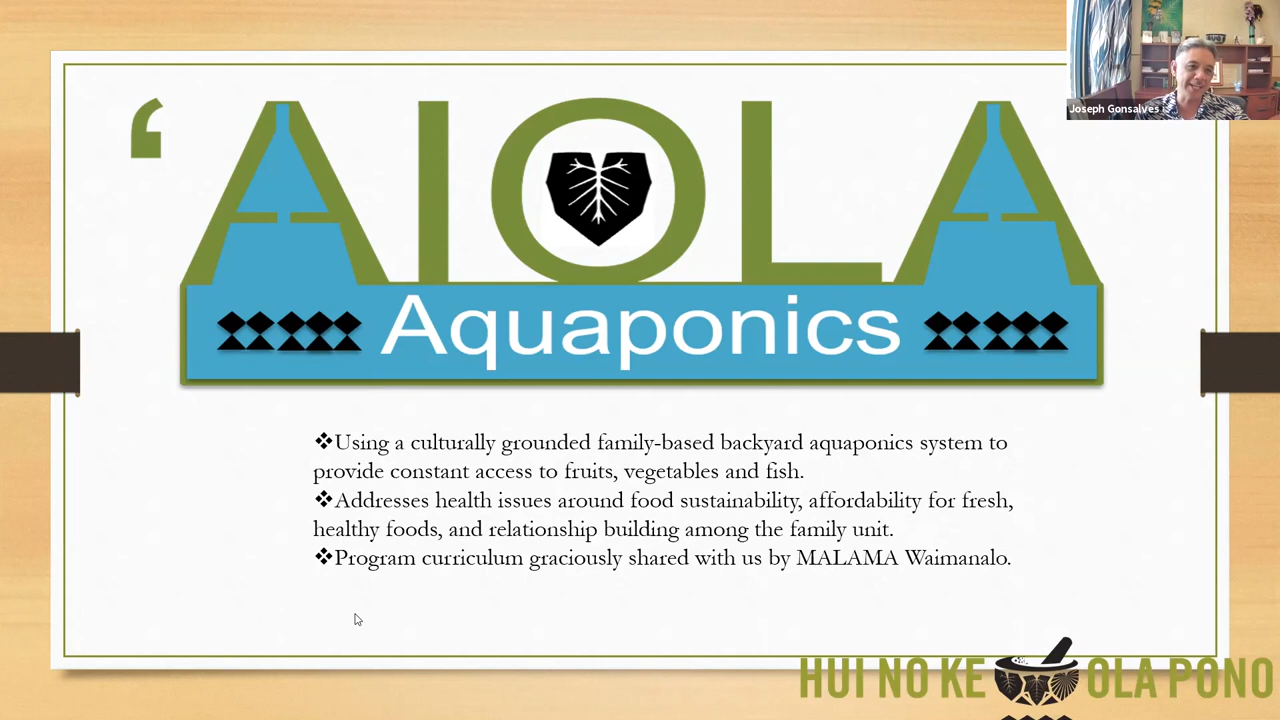 Joseph Gonsalves
‘AIOLA
Aquaponics
❖Using a culturally grounded family-based backyard aquaponics system to
provide constant access to fruits, vegetables and fish.
❖Addresses health issues around food sustainability, affordability for fresh,
healthy foods, and relationship building among the family unit.
❖Program curriculum graciously shared with us by MALAMA Waimanalo.
HUI NO KE OLA PONO